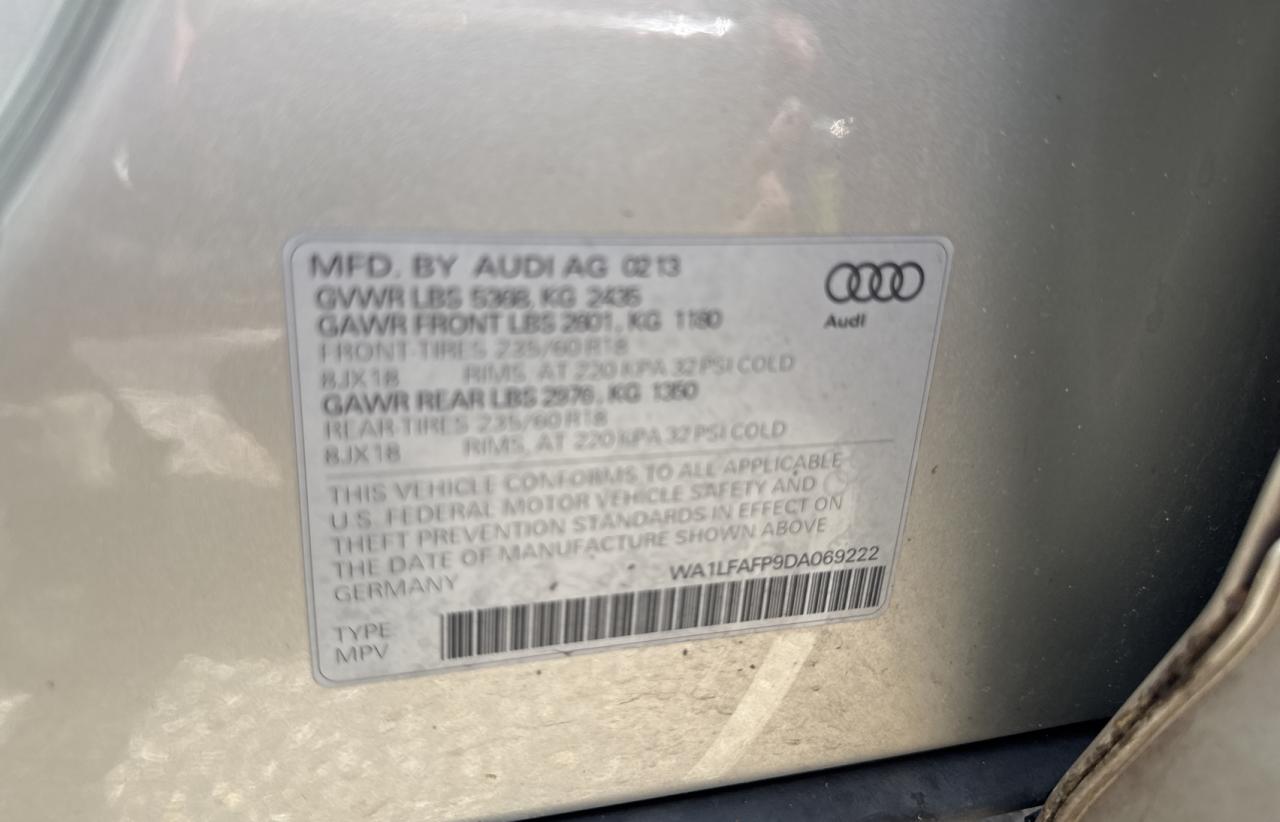 MFD. BY AUDI AG 0213
GVWR LBS 5368, KG 2435
GAWR FRONT LBS 2601, KG 1180
FRONT-TIRES 235/60 R18
8JX18 RIMS, AT 220 KPA 32 PSI COLD
GAWR REAR LBS 2976, KG 1350
REAR-TIRES 235/60 R18
8JX18 RIMS, AT 220 KPA 32 PSI COLD
THIS VEHICLE CONFORMS TO ALL APPLICABLE
U.S. FEDERAL MOTOR VEHICLE SAFETY AND
THEFT PREVENTION STANDARDS IN EFFECT ON
THE DATE OF MANUFACTURE SHOWN ABOVE
GERMANY WA1LFAFP9DA069222
TYPE
MPV
Audi